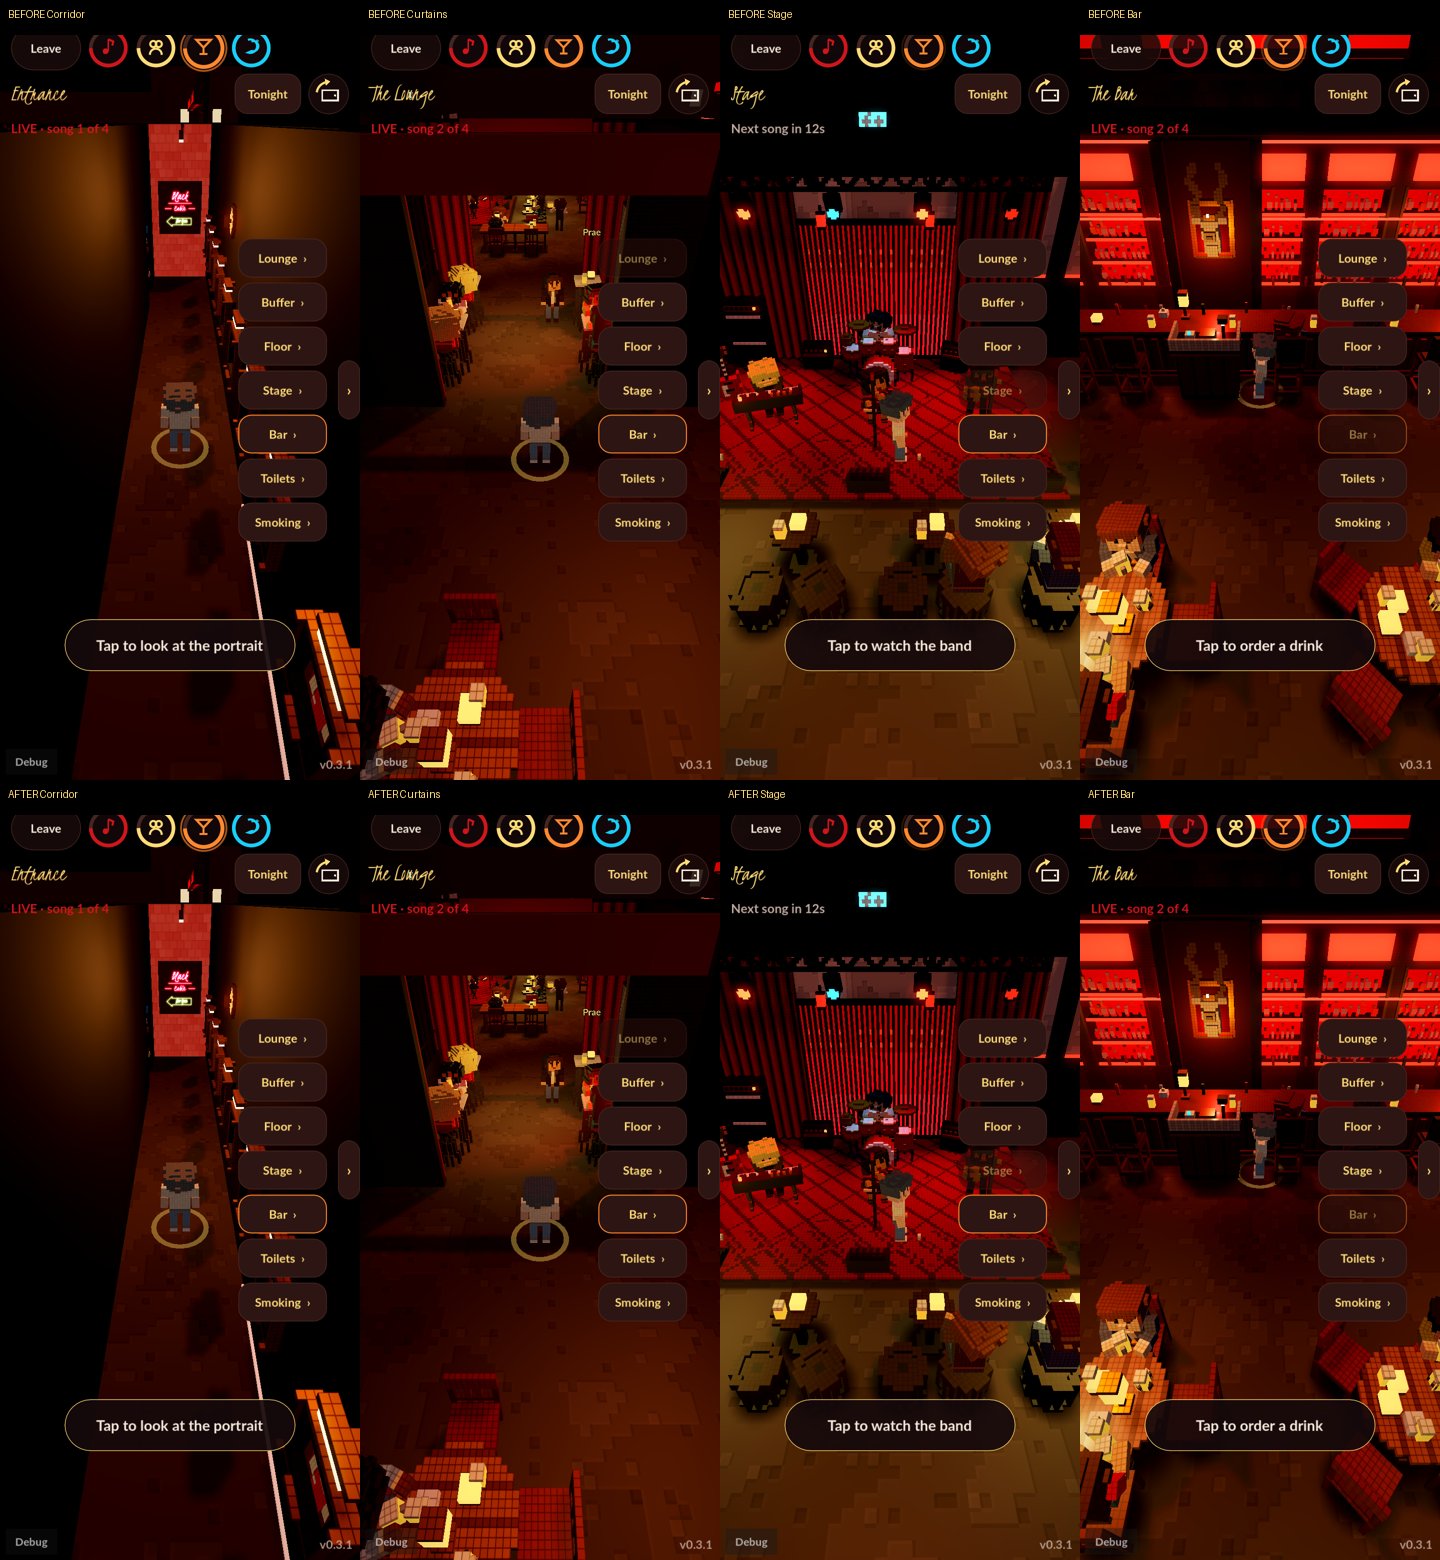 BEFORE Corridor
Leave
Entrance
Tonight
LIVE · song 1 of 4
black
Lounge ›
Buffer ›
Floor ›
Stage ›
›
Bar ›
Toilets ›
Smoking ›
Tap to look at the portrait
Debug
v0.3.1
BEFORE Curtains
Leave
The Lounge
Tonight
LIVE · song 2 of 4
Prae
Lounge ›
Buffer ›
Floor ›
Stage ›
›
Bar ›
Toilets ›
Smoking ›
Debug
v0.3.1
BEFORE Stage
Leave
Stage
Tonight
Next song in 12s
Lounge ›
Buffer ›
Floor ›
Stage ›
›
Bar ›
Toilets ›
Smoking ›
Tap to watch the band
Debug
v0.3.1
BEFORE Bar
Leave
The Bar
Tonight
LIVE · song 2 of 4
Lounge ›
Buffer ›
Floor ›
Stage ›
›
Bar ›
Toilets ›
Smoking ›
Tap to order a drink
Debug
v0.3.1
AFTER Corridor
Leave
Entrance
Tonight
LIVE · song 1 of 4
black
Lounge ›
Buffer ›
Floor ›
Stage ›
›
Bar ›
Toilets ›
Smoking ›
Tap to look at the portrait
Debug
v0.3.1
AFTER Curtains
Leave
The Lounge
Tonight
LIVE · song 2 of 4
Prae
Lounge ›
Buffer ›
Floor ›
Stage ›
›
Bar ›
Toilets ›
Smoking ›
Debug
v0.3.1
AFTER Stage
Leave
Stage
Tonight
Next song in 12s
Lounge ›
Buffer ›
Floor ›
Stage ›
›
Bar ›
Toilets ›
Smoking ›
Tap to watch the band
Debug
v0.3.1
AFTER Bar
Leave
The Bar
Tonight
LIVE · song 2 of 4
Lounge ›
Buffer ›
Floor ›
Stage ›
›
Bar ›
Toilets ›
Smoking ›
Tap to order a drink
Debug
v0.3.1